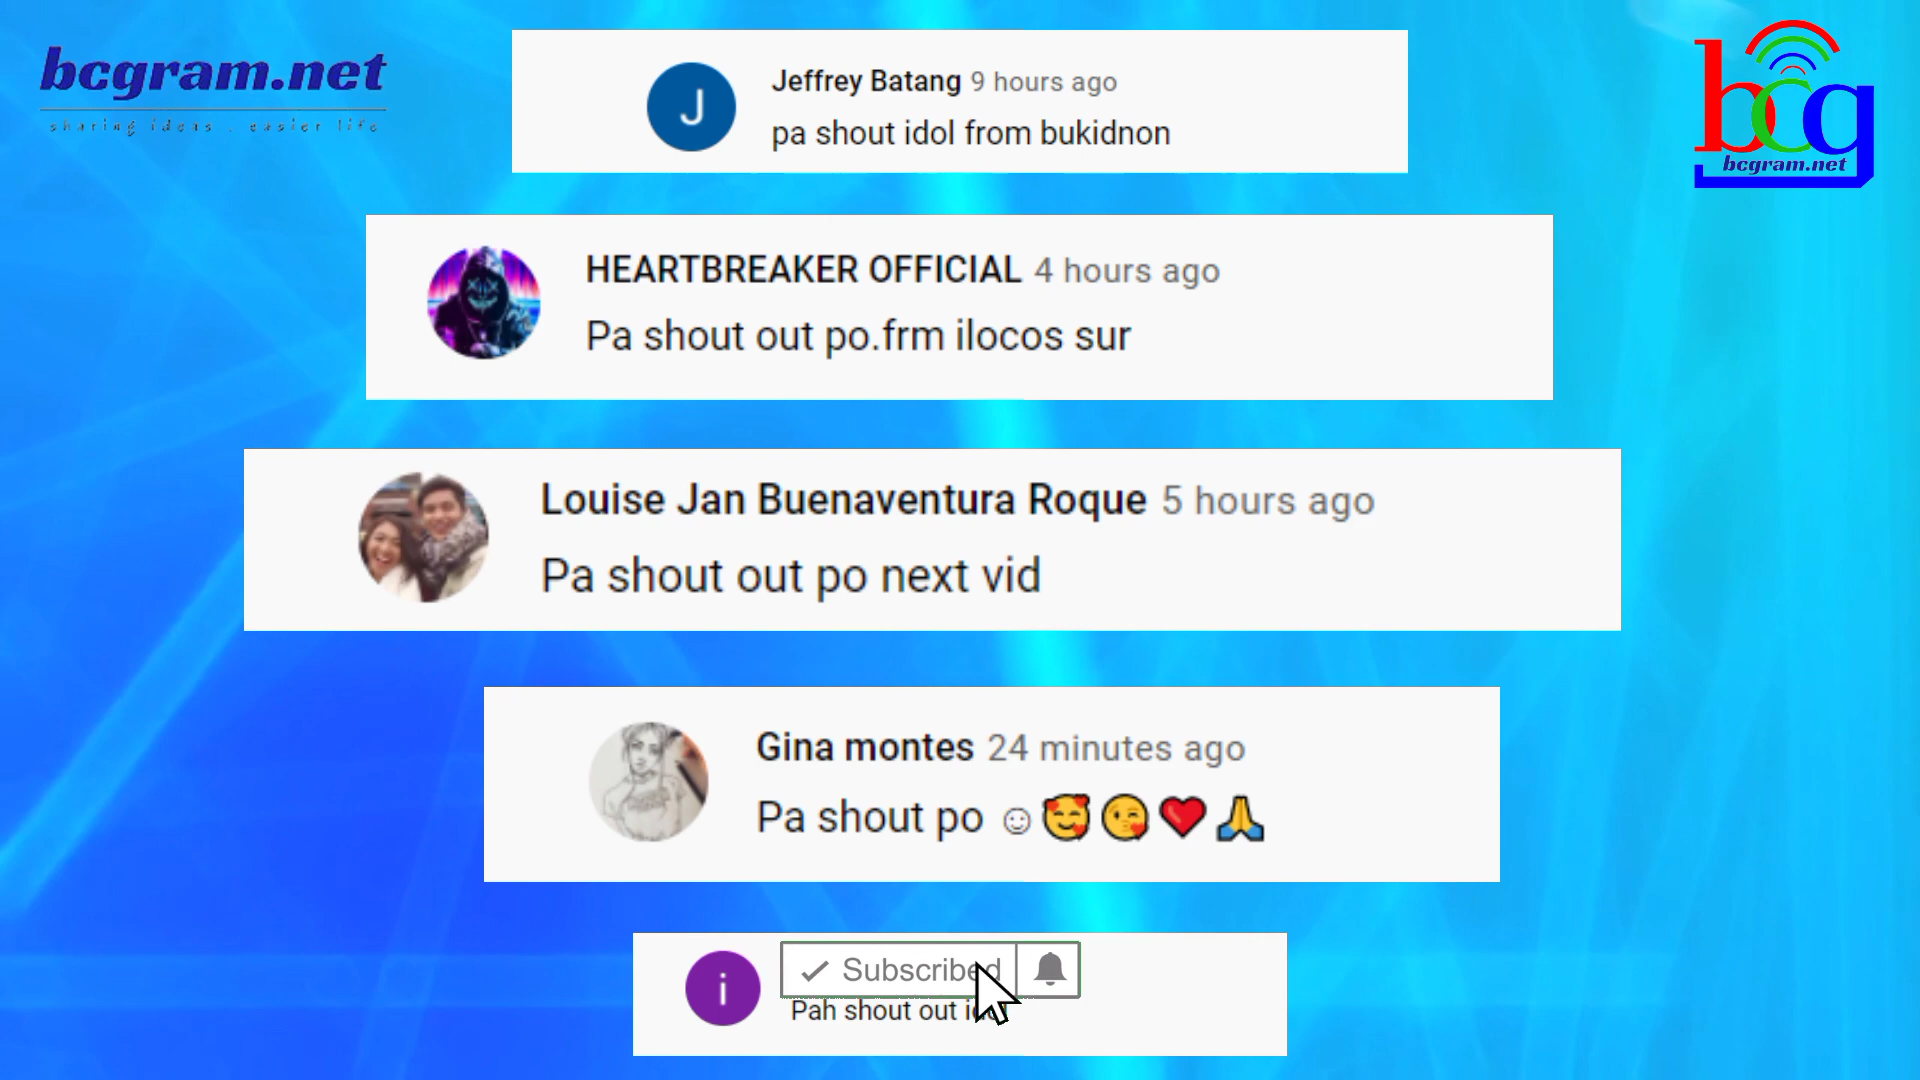 bcgram.net
sharing ideas . easier life
bcg
bcgram.net
J
Jeffrey Batang 9 hours ago
pa shout idol from bukidnon
HEARTBREAKER OFFICIAL 4 hours ago
Pa shout out po.frm ilocos sur
Louise Jan Buenaventura Roque 5 hours ago
Pa shout out po next vid
Gina montes 24 minutes ago
Pa shout po ☺🥰😘❤🙏
i
Subscribed
Pah shout out